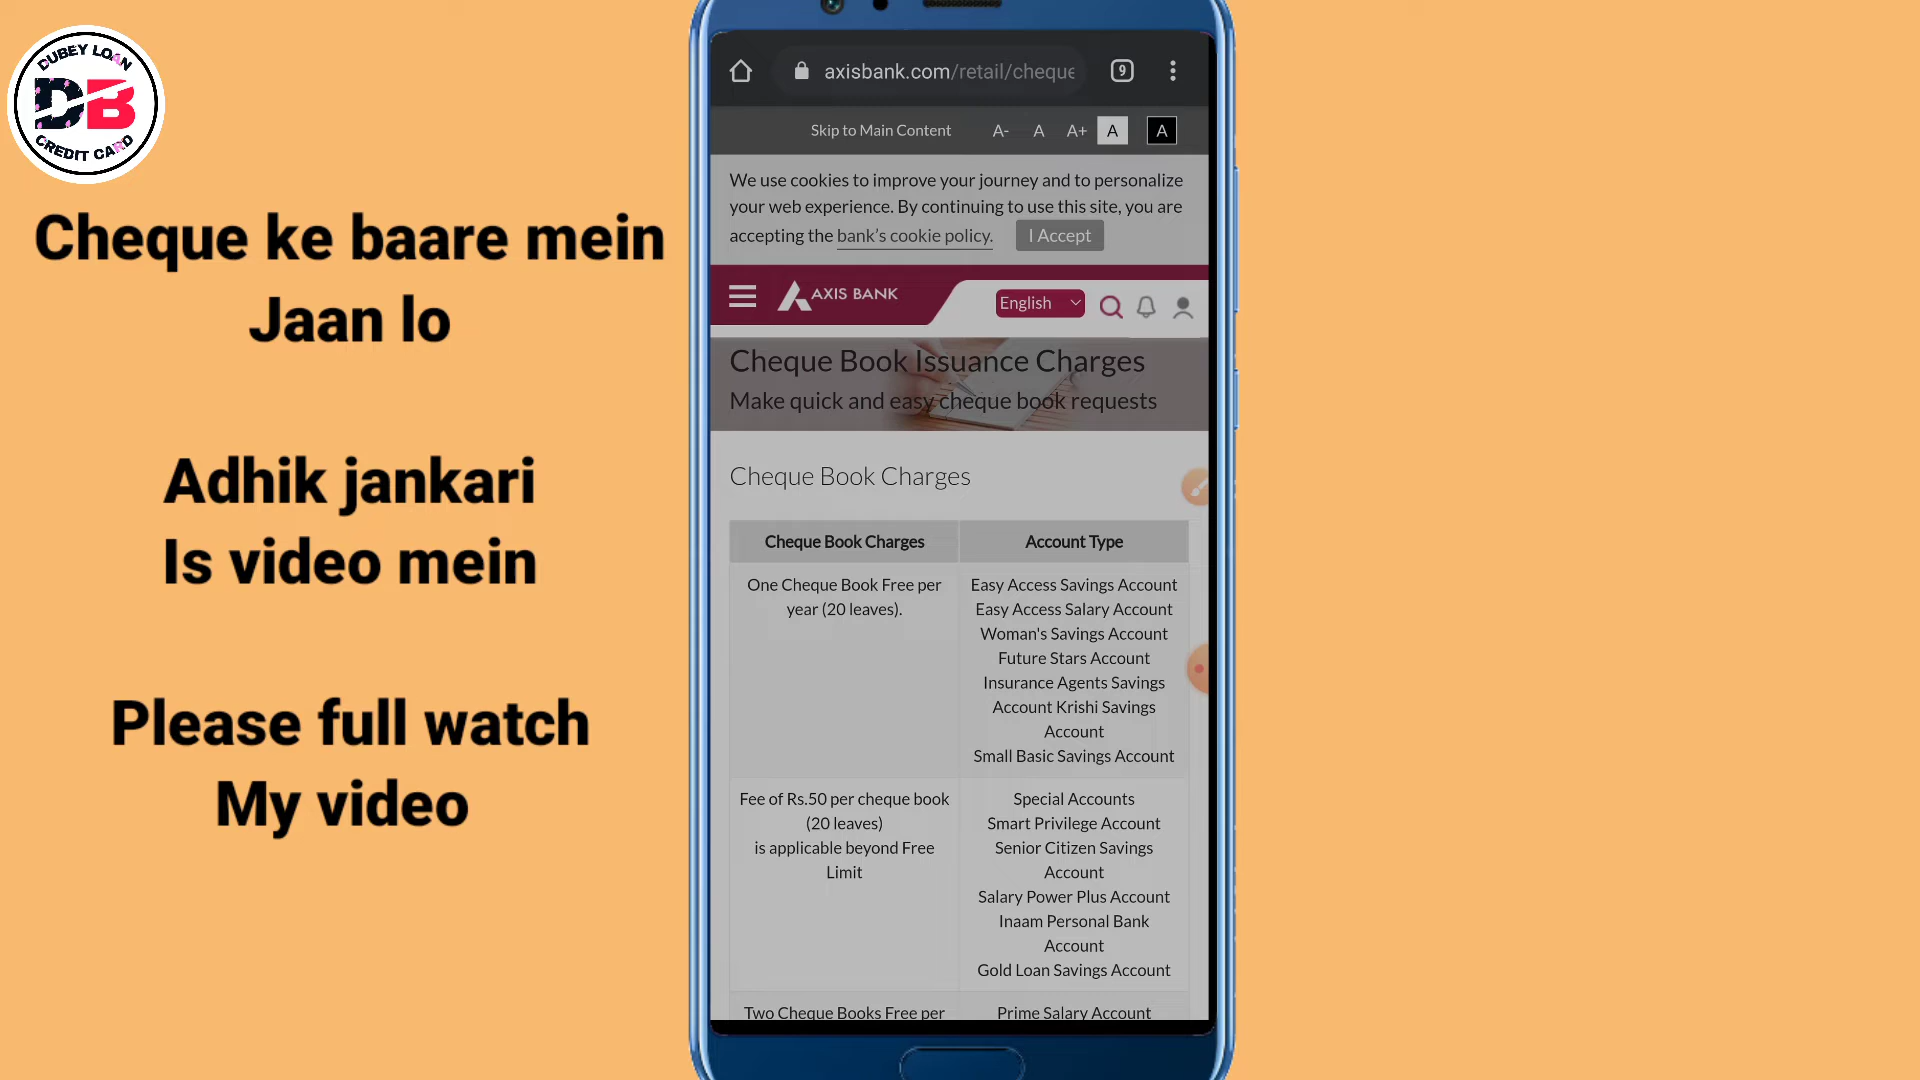 DUBEY LOAN
DB
CREDIT CARD
Cheque ke baare mein
Jaan lo
Adhik jankari
Is video mein
Please full watch
My video
axisbank.com/retail/cheque
9
Skip to Main Content A- A A+ A A
We use cookies to improve your journey and to personalize
your web experience. By continuing to use this site, you are
accepting the bank’s cookie policy. I Accept
AXIS BANK English
Cheque Book Issuance Charges
Make quick and easy cheque book requests
Cheque Book Charges
Cheque Book Charges Account Type
One Cheque Book Free per
year (20 leaves).
Easy Access Savings Account
Easy Access Salary Account
Woman's Savings Account
Future Stars Account
Insurance Agents Savings
Account Krishi Savings
Account
Small Basic Savings Account
Fee of Rs.50 per cheque book
(20 leaves)
is applicable beyond Free
Limit
Special Accounts
Smart Privilege Account
Senior Citizen Savings
Account
Salary Power Plus Account
Inaam Personal Bank
Account
Gold Loan Savings Account
Two Cheque Books Free per
Prime Salary Account